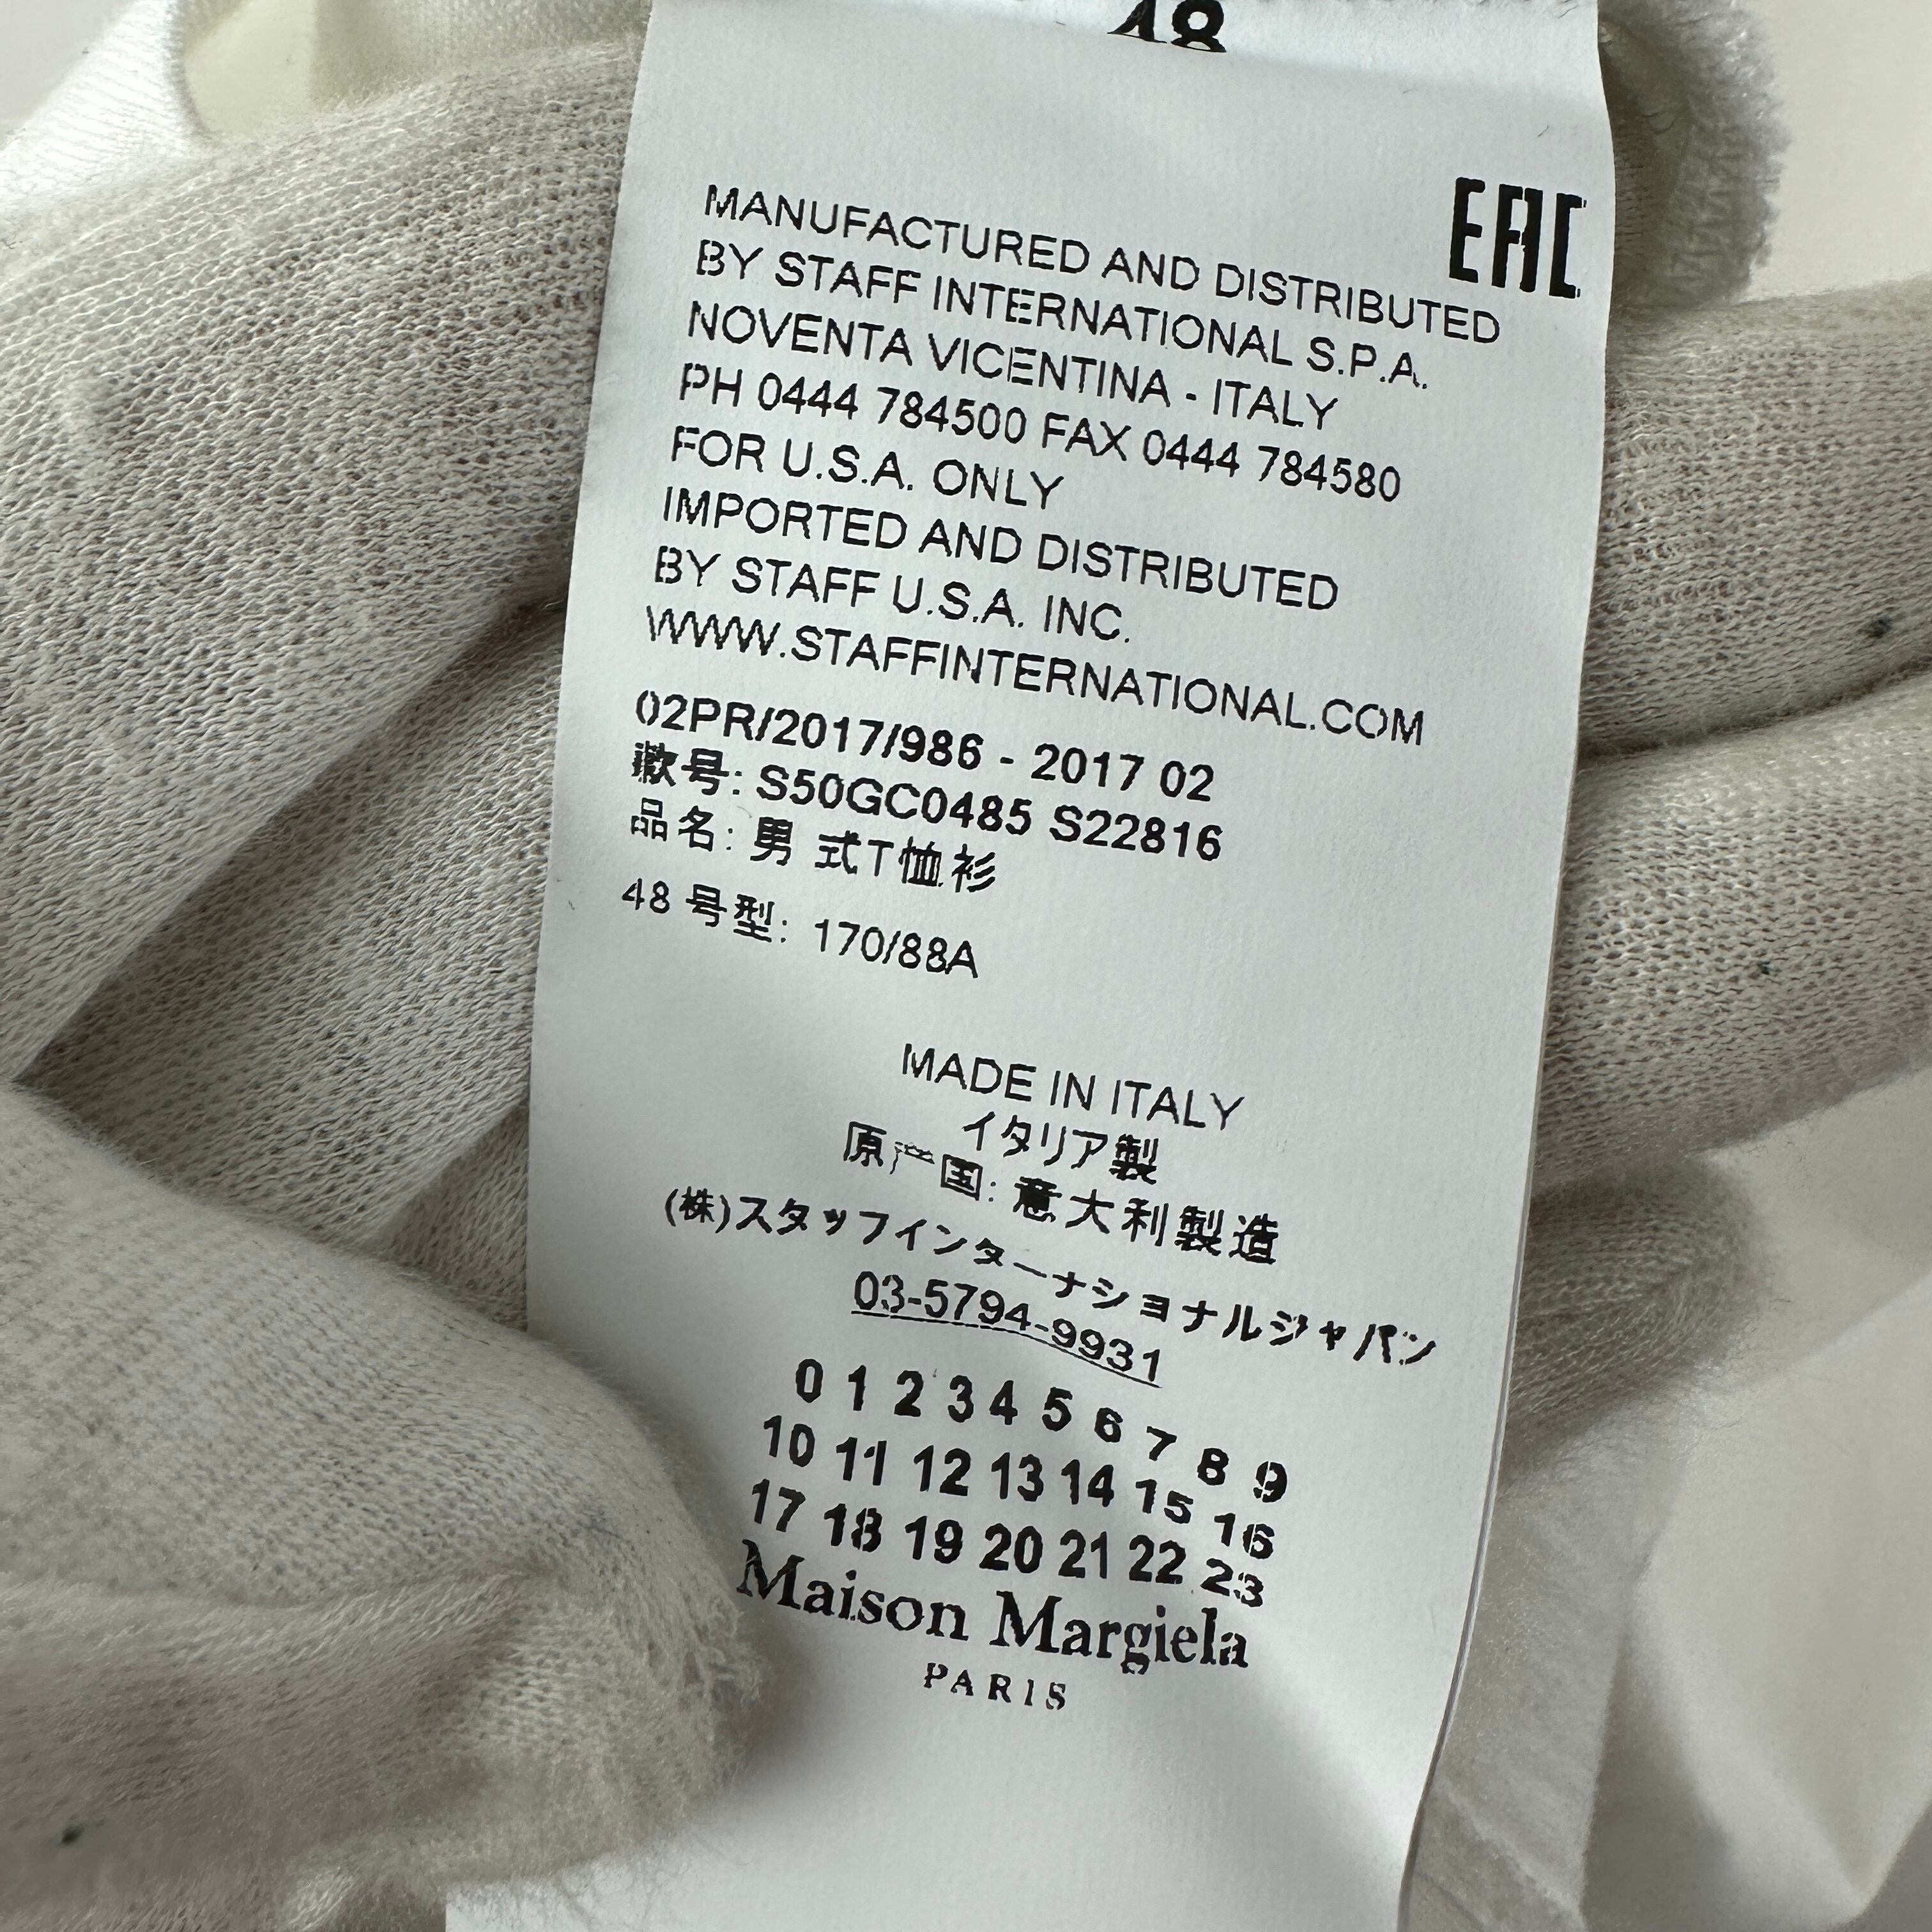 48
EAC
MANUFACTURED AND DISTRIBUTED
BY STAFF INTERNATIONAL S.P.A.
NOVENTA VICENTINA - ITALY
PH 0444 784500 FAX 0444 784580
FOR U.S.A. ONLY
IMPORTED AND DISTRIBUTED
BY STAFF U.S.A. INC.
WWW.STAFFINTERNATIONAL.COM
02PR/2017/986 - 2017 02
款号: S50GC0485 S22816
品名: 男 式T恤衫
48 号型: 170/88A
MADE IN ITALY
イタリア製
原产国: 意大利製造
(株)スタッフインターナショナルジャパン
03-5794-9931
0 1 2 3 4 5 6 7 8 9
10 11 12 13 14 15 16
17 18 19 20 21 22 23
Maison Margiela
PARIS